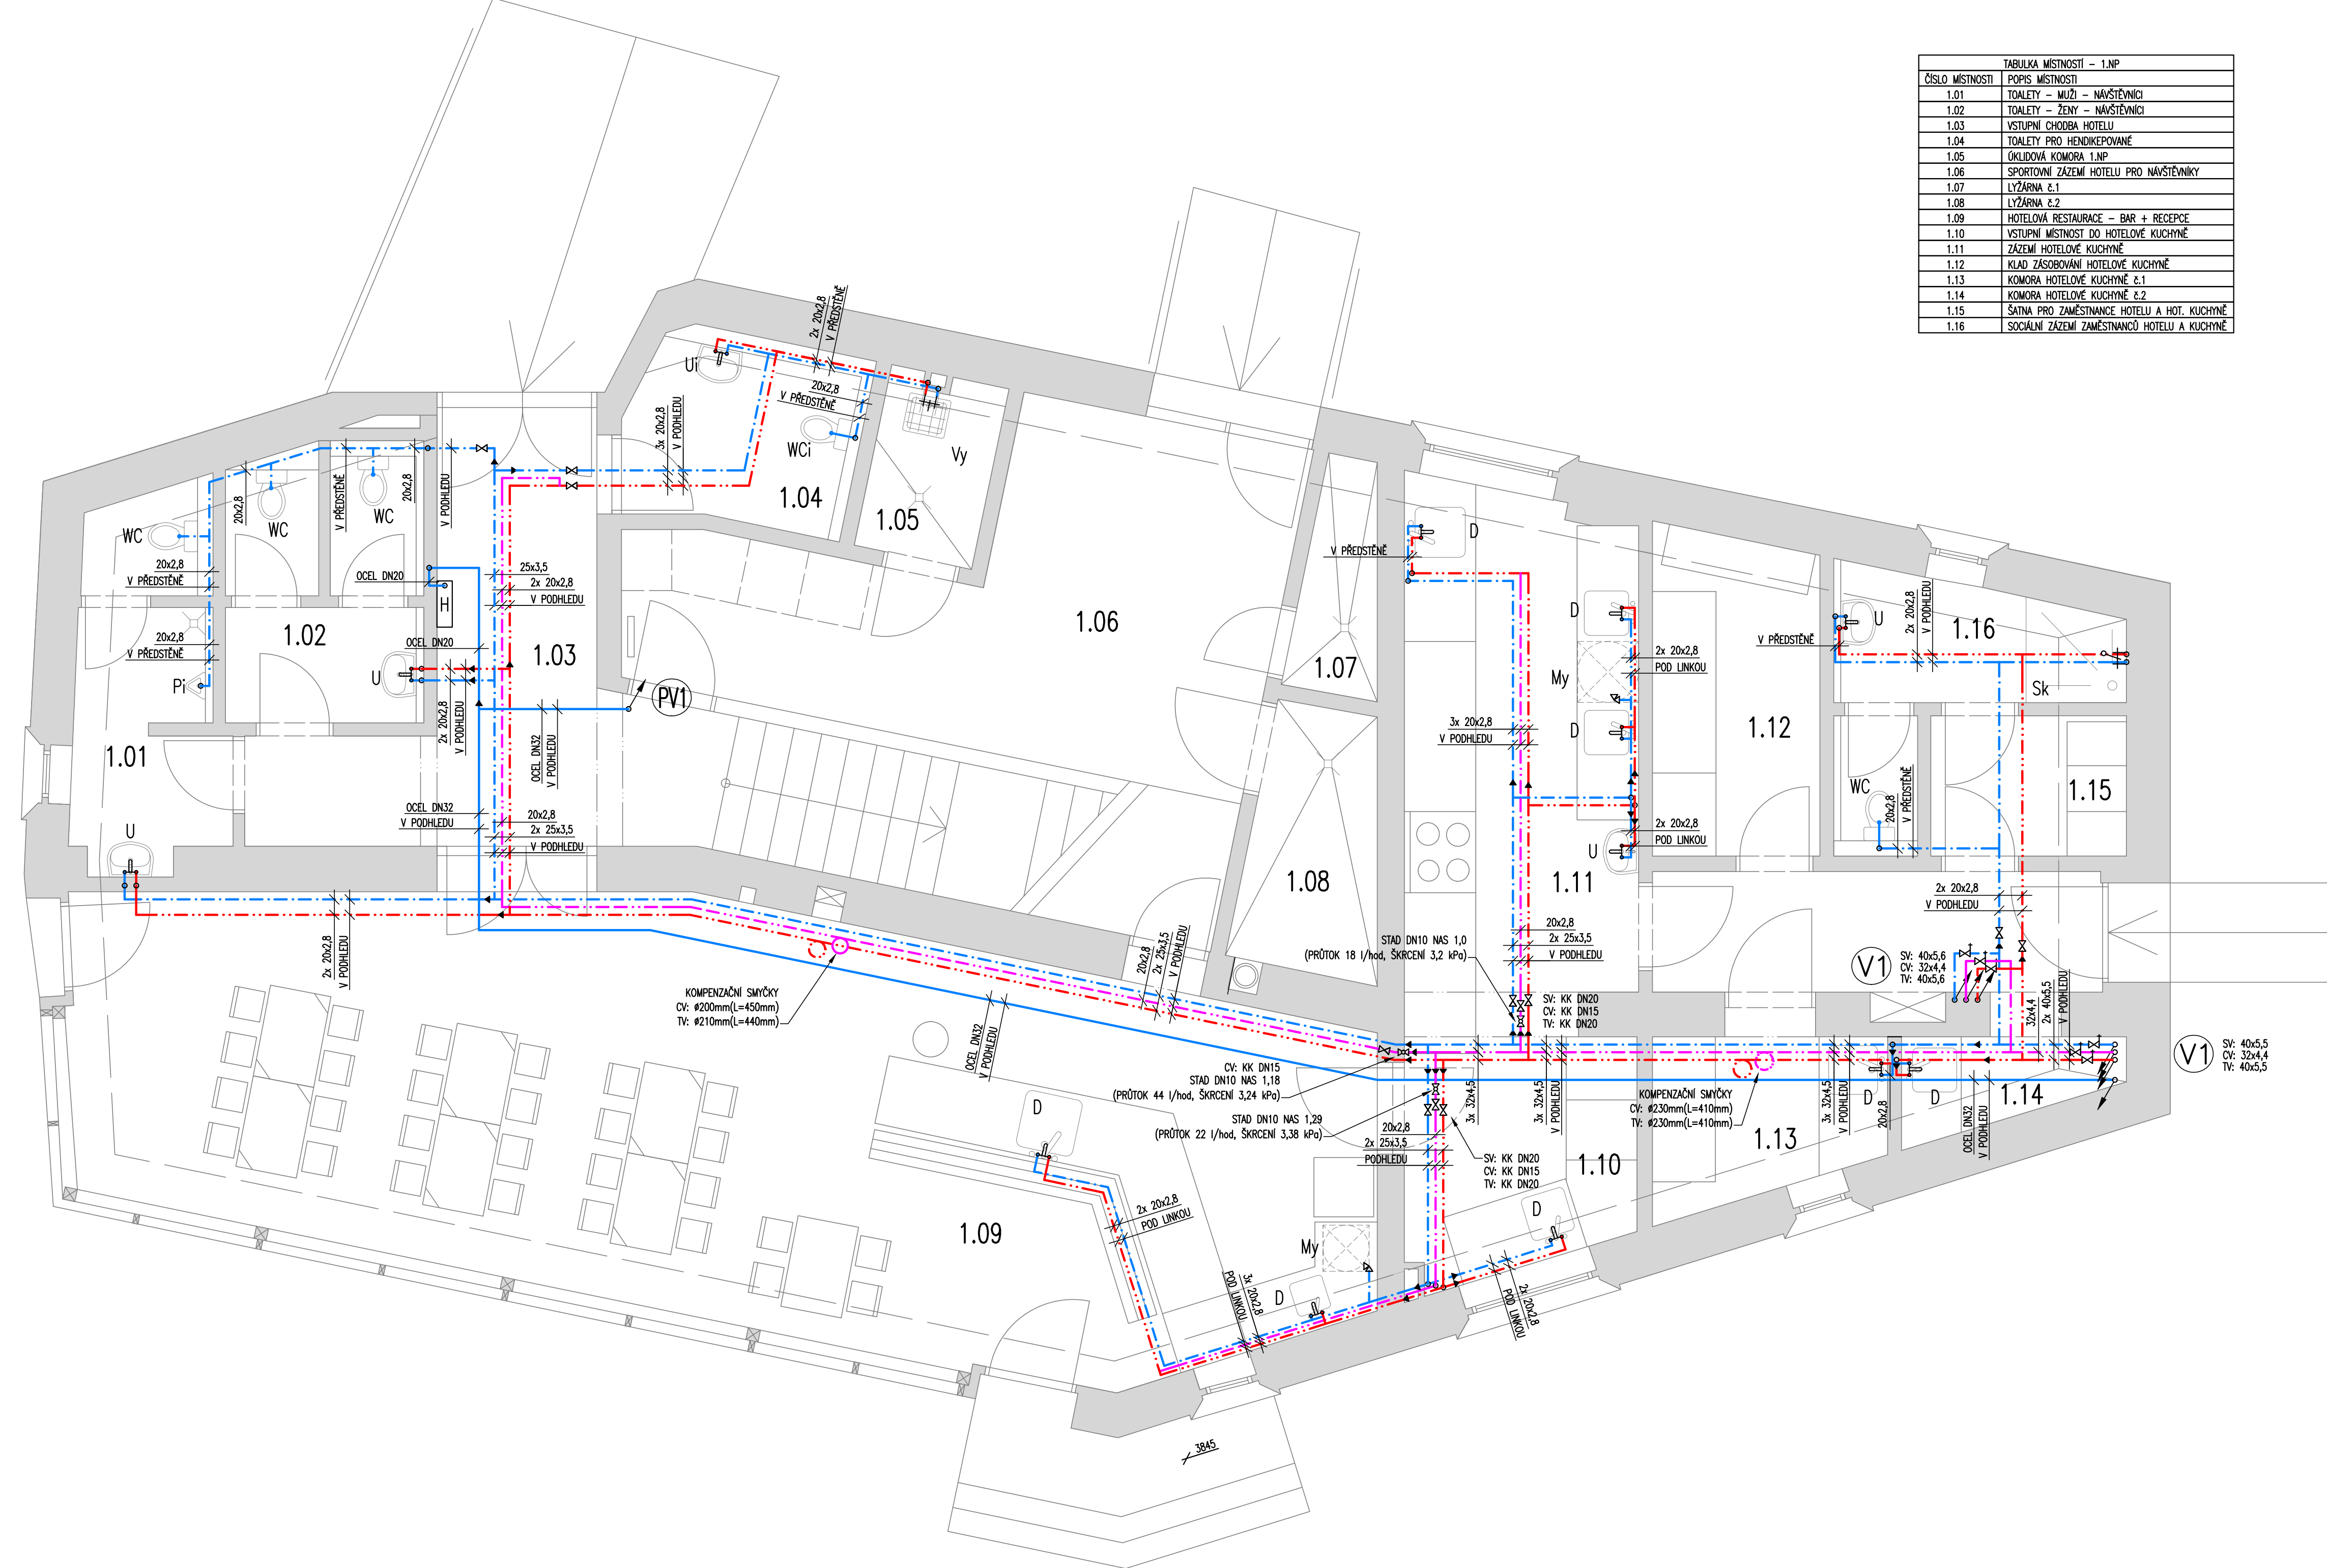 TABULKA MÍSTNOSTÍ - 1.NP
ČÍSLO MÍSTNOSTI POPIS MÍSTNOSTI
1.01 TOALETY - MUŽI - NÁVŠTĚVNÍCI
1.02 TOALETY - ŽENY - NÁVŠTĚVNÍCI
1.03 VSTUPNÍ CHODBA HOTELU
1.04 TOALETY PRO HENDIKEPOVANÉ
1.05 ÚKLIDOVÁ KOMORA 1.NP
1.06 SPORTOVNÍ ZÁZEMÍ HOTELU PRO NÁVŠTĚVNÍKY
1.07 LYŽÁRNA č.1
1.08 LYŽÁRNA č.2
1.09 HOTELOVÁ RESTAURACE - BAR + RECEPCE
1.10 VSTUPNÍ MÍSTNOST DO HOTELOVÉ KUCHYNĚ
1.11 ZÁZEMÍ HOTELOVÉ KUCHYNĚ
1.12 KLAD ZÁSOBOVÁNÍ HOTELOVÉ KUCHYNĚ
1.13 KOMORA HOTELOVÉ KUCHYNĚ č.1
1.14 KOMORA HOTELOVÉ KUCHYNĚ č.2
1.15 ŠATNA PRO ZAMĚSTNANCE HOTELU A HOT. KUCHYNĚ
1.16 SOCIÁLNÍ ZÁZEMÍ ZAMĚSTNANCŮ HOTELU A KUCHYNĚ
2x 20x2,8
V PŘEDSTĚNĚ
Ui
20x2,8
V PŘEDSTĚNĚ
WCi
Vy
3x 20x2,8
V PODHLEDU
1.04
1.05
20x2,8
V PŘEDSTĚNĚ
20x2,8
V PODHLEDU
WC
WC
WC
20x2,8
V PŘEDSTĚNĚ
OCEL DN20
H
25x3,5
2x 20x2,8
V PODHLEDU
20x2,8
V PŘEDSTĚNĚ
1.02
OCEL DN20
1.03
Pi
U
2x 20x2,8
V PODHLEDU
PV1
OCEL DN32
V PODHLEDU
1.01
OCEL DN32
V PODHLEDU
20x2,8
2x 25x3,5
V PODHLEDU
U
2x 20x2,8
V PODHLEDU
1.06
1.07
1.08
V PŘEDSTĚNĚ
D
D
My
D
U
2x 20x2,8
POD LINKOU
3x 20x2,8
V PODHLEDU
2x 20x2,8
POD LINKOU
1.11
1.12
20x2,8
2x 25x3,5
V PODHLEDU
V PŘEDSTĚNĚ
U
2x 20x2,8
V PODHLEDU
1.16
Sk
WC
20x2,8
V PŘEDSTĚNĚ
1.15
2x 20x2,8
V PODHLEDU
V1
SV: 40x5,6
CV: 32x4,4
TV: 40x5,6
32x4,4
2x 40x5,5
V PODHLEDU
V1
SV: 40x5,5
CV: 32x4,4
TV: 40x5,5
STAD DN10 NAS 1,0
(PRŮTOK 18 l/hod, ŠKRCENÍ 3,2 kPa)
SV: KK DN20
CV: KK DN15
TV: KK DN20
20x2,8
2x 25x3,5
V PODHLEDU
KOMPENZAČNÍ SMYČKY
CV: ø200mm(L=450mm)
TV: ø210mm(L=440mm)
OCEL DN32
V PODHLEDU
CV: KK DN15
STAD DN10 NAS 1,18
(PRŮTOK 44 l/hod, ŠKRCENÍ 3,24 kPa)
STAD DN10 NAS 1,29
(PRŮTOK 22 l/hod, ŠKRCENÍ 3,38 kPa)
20x2,8
2x 25x3,5
PODHLEDU
3x 32x4,5
3x 32x4,5
V PODHLEDU
SV: KK DN20
CV: KK DN15
TV: KK DN20
KOMPENZAČNÍ SMYČKY
CV: ø230mm(L=410mm)
TV: ø230mm(L=410mm)
3x 32x4,5
V PODHLEDU
20x2,8
D
D
OCEL DN32
V PODHLEDU
1.14
1.13
1.10
D
D
2x 20x2,8
POD LINKOU
1.09
My
D
3x 20x2,8
POD LINKOU
2x 20x2,8
POD LINKOU
3845